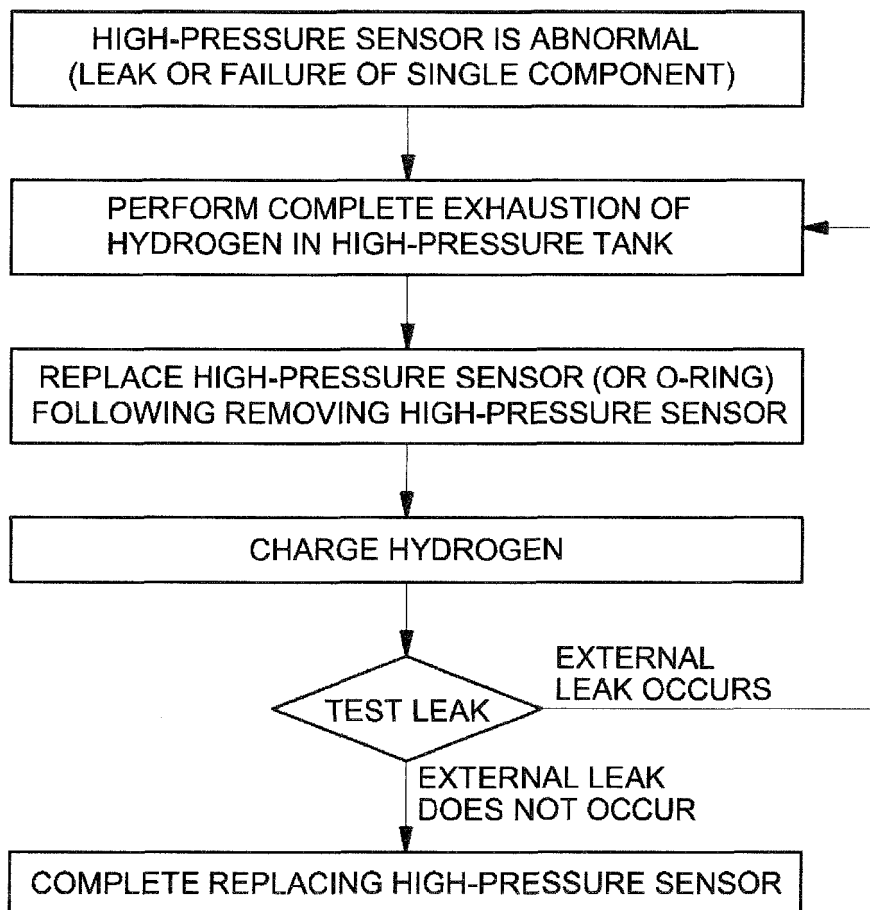 HIGH-PRESSURE SENSOR IS ABNORMAL
(LEAK OR FAILURE OF SINGLE COMPONENT)
PERFORM COMPLETE EXHAUSTION OF
HYDROGEN IN HIGH-PRESSURE TANK
REPLACE HIGH-PRESSURE SENSOR (OR O-RING)
FOLLOWING REMOVING HIGH-PRESSURE SENSOR
CHARGE HYDROGEN
TEST LEAK
EXTERNAL
LEAK OCCURS
EXTERNAL LEAK
DOES NOT OCCUR
COMPLETE REPLACING HIGH-PRESSURE SENSOR